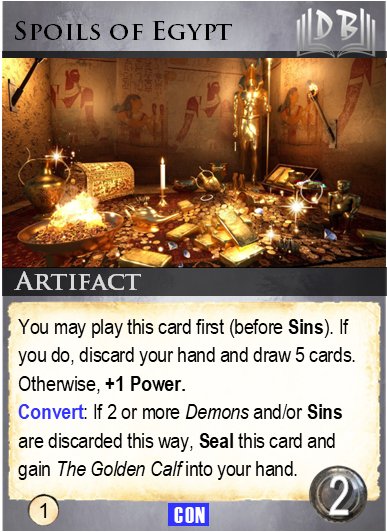 SPOILS OF EGYPT
DB
ARTIFACT
You may play this card first (before Sins). If
you do, discard your hand and draw 5 cards.
Otherwise, +1 Power.
Convert: If 2 or more Demons and/or Sins
are discarded this way, Seal this card and
gain The Golden Calf into your hand.
1
CON
2